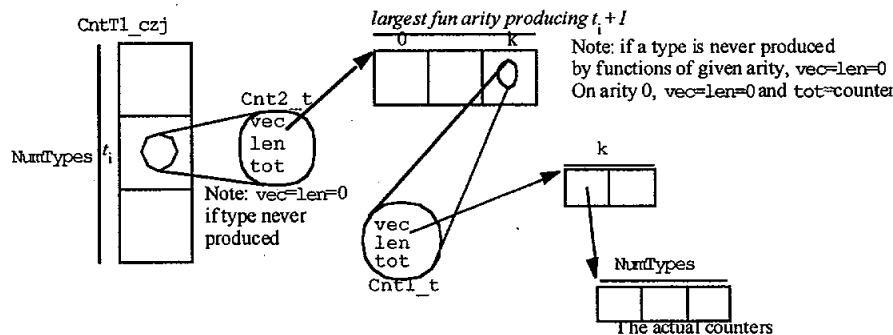 CntTl_czj
NumTypes
t_i
Cnt2_t
vec
len
tot
Note: vec=len=0
if type never
produced
largest fun arity producing t_i + 1
0
k
Note: if a type is never produced
by functions of given arity, vec=len=0
On arity 0, vec=len=0 and tot=counter
vec
len
tot
Cnt1_t
k
NumTypes
The actual counters